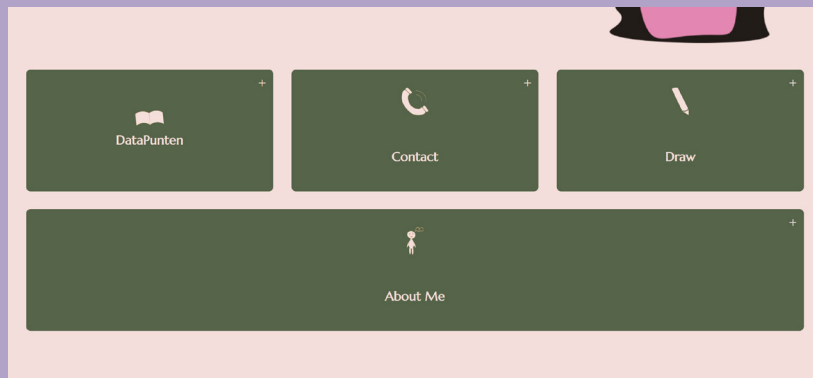 +
+
+
DataPunten
Contact
Draw
+
About Me